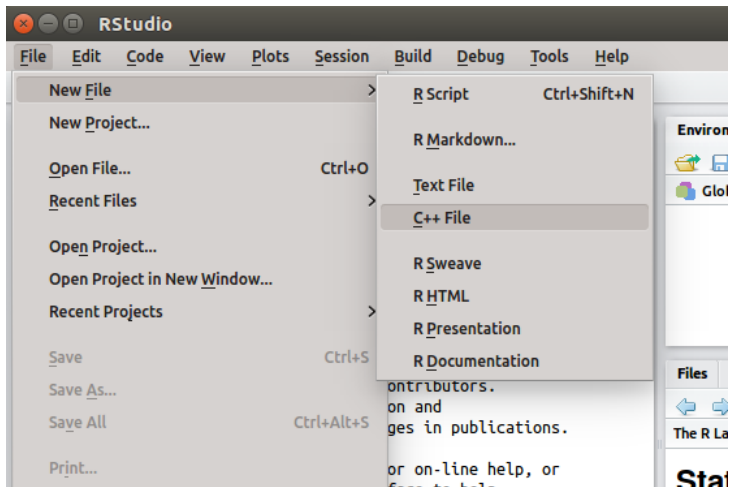 RStudio
File Edit Code View Plots Session Build Debug Tools Help
New File
New Project...
Open File... Ctrl+O
Recent Files
Open Project...
Open Project in New Window...
Recent Projects
Save Ctrl+S
Save As...
Save All Ctrl+Alt+S
Print...
R Script Ctrl+Shift+N
R Markdown...
Text File
C++ File
R Sweave
R HTML
R Presentation
R Documentation
ontributors.
on and
ges in publications.
or on-line help, or
Environ
Glo
Files
The R La
Stat